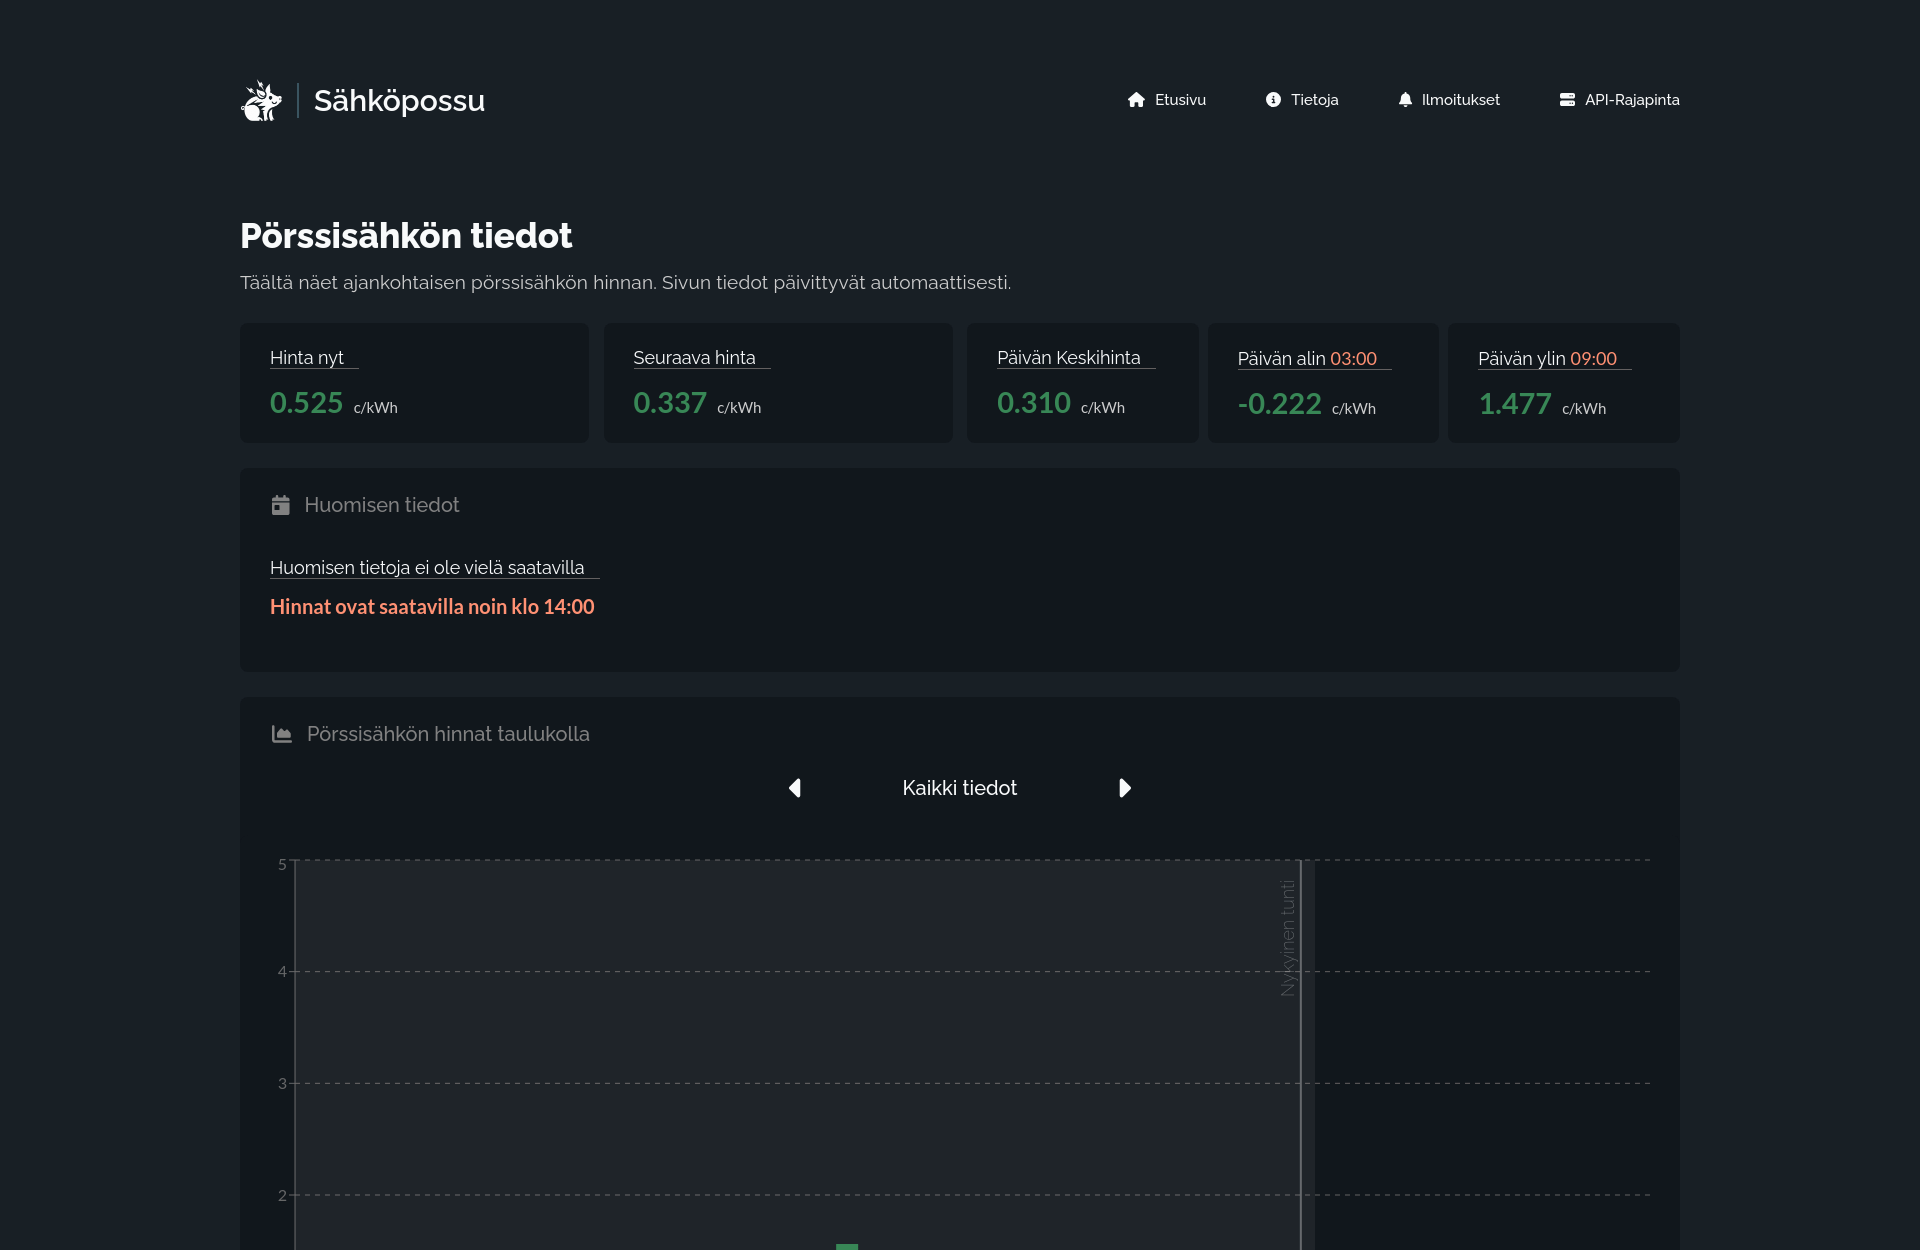 Sähköpossu
Etusivu
Tietoja
Ilmoitukset
API-Rajapinta
Pörssisähkön tiedot
Täältä näet ajankohtaisen pörssisähkön hinnan. Sivun tiedot päivittyvät automaattisesti.
Hinta nyt
0.525 c/kWh
Seuraava hinta
0.337 c/kWh
Päivän Keskihinta
0.310 c/kWh
Päivän alin 03:00
-0.222 c/kWh
Päivän ylin 09:00
1.477 c/kWh
Huomisen tiedot
Huomisen tietoja ei ole vielä saatavilla
Hinnat ovat saatavilla noin klo 14:00
Pörssisähkön hinnat taulukolla
Kaikki tiedot
5
4
3
2
Nykyinen tunti